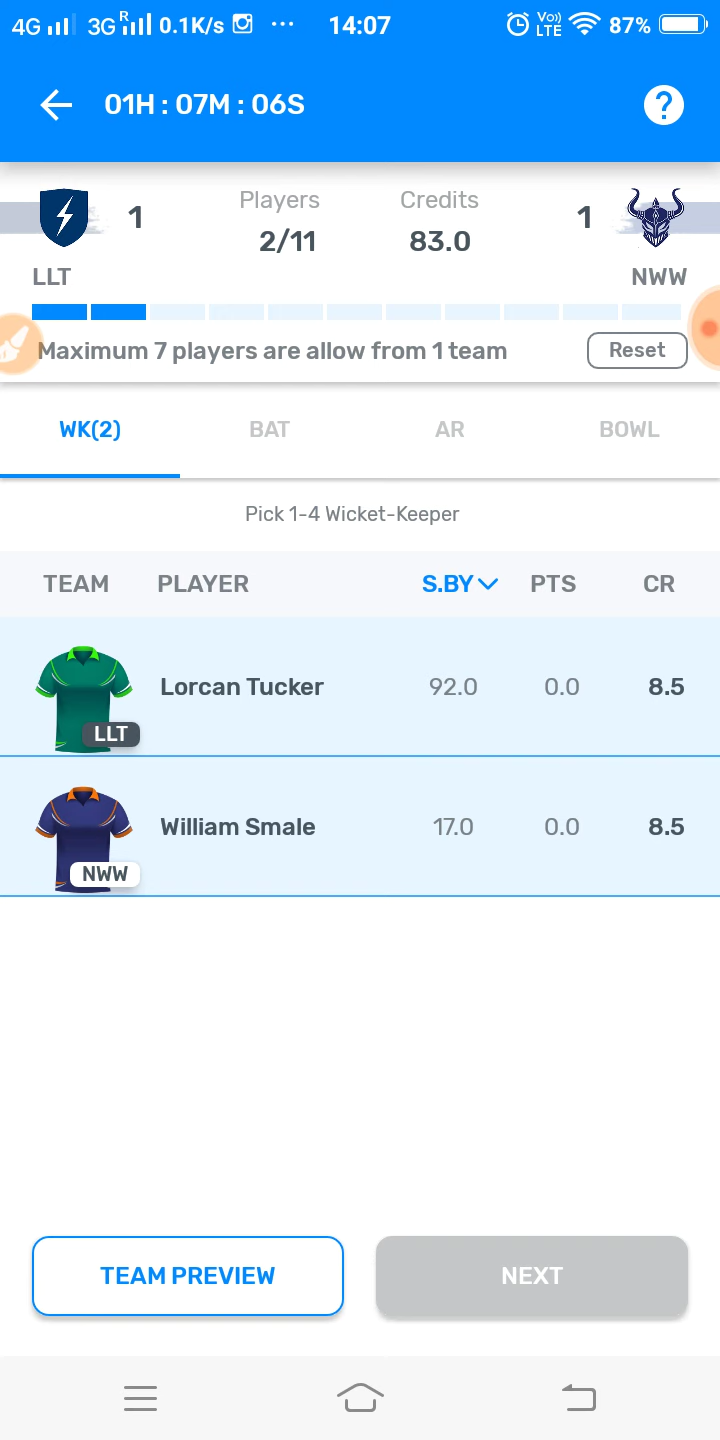 4G 3G R 0.1K/s ... 14:07 Vo)) LTE 87%
01H : 07M : 06S ?
Players Credits
1 2/11 83.0 1
LLT NWW
Maximum 7 players are allow from 1 team Reset
WK(2) BAT AR BOWL
Pick 1-4 Wicket-Keeper
TEAM PLAYER S.BY PTS CR
Lorcan Tucker 92.0 0.0 8.5
LLT
William Smale 17.0 0.0 8.5
NWW
TEAM PREVIEW NEXT